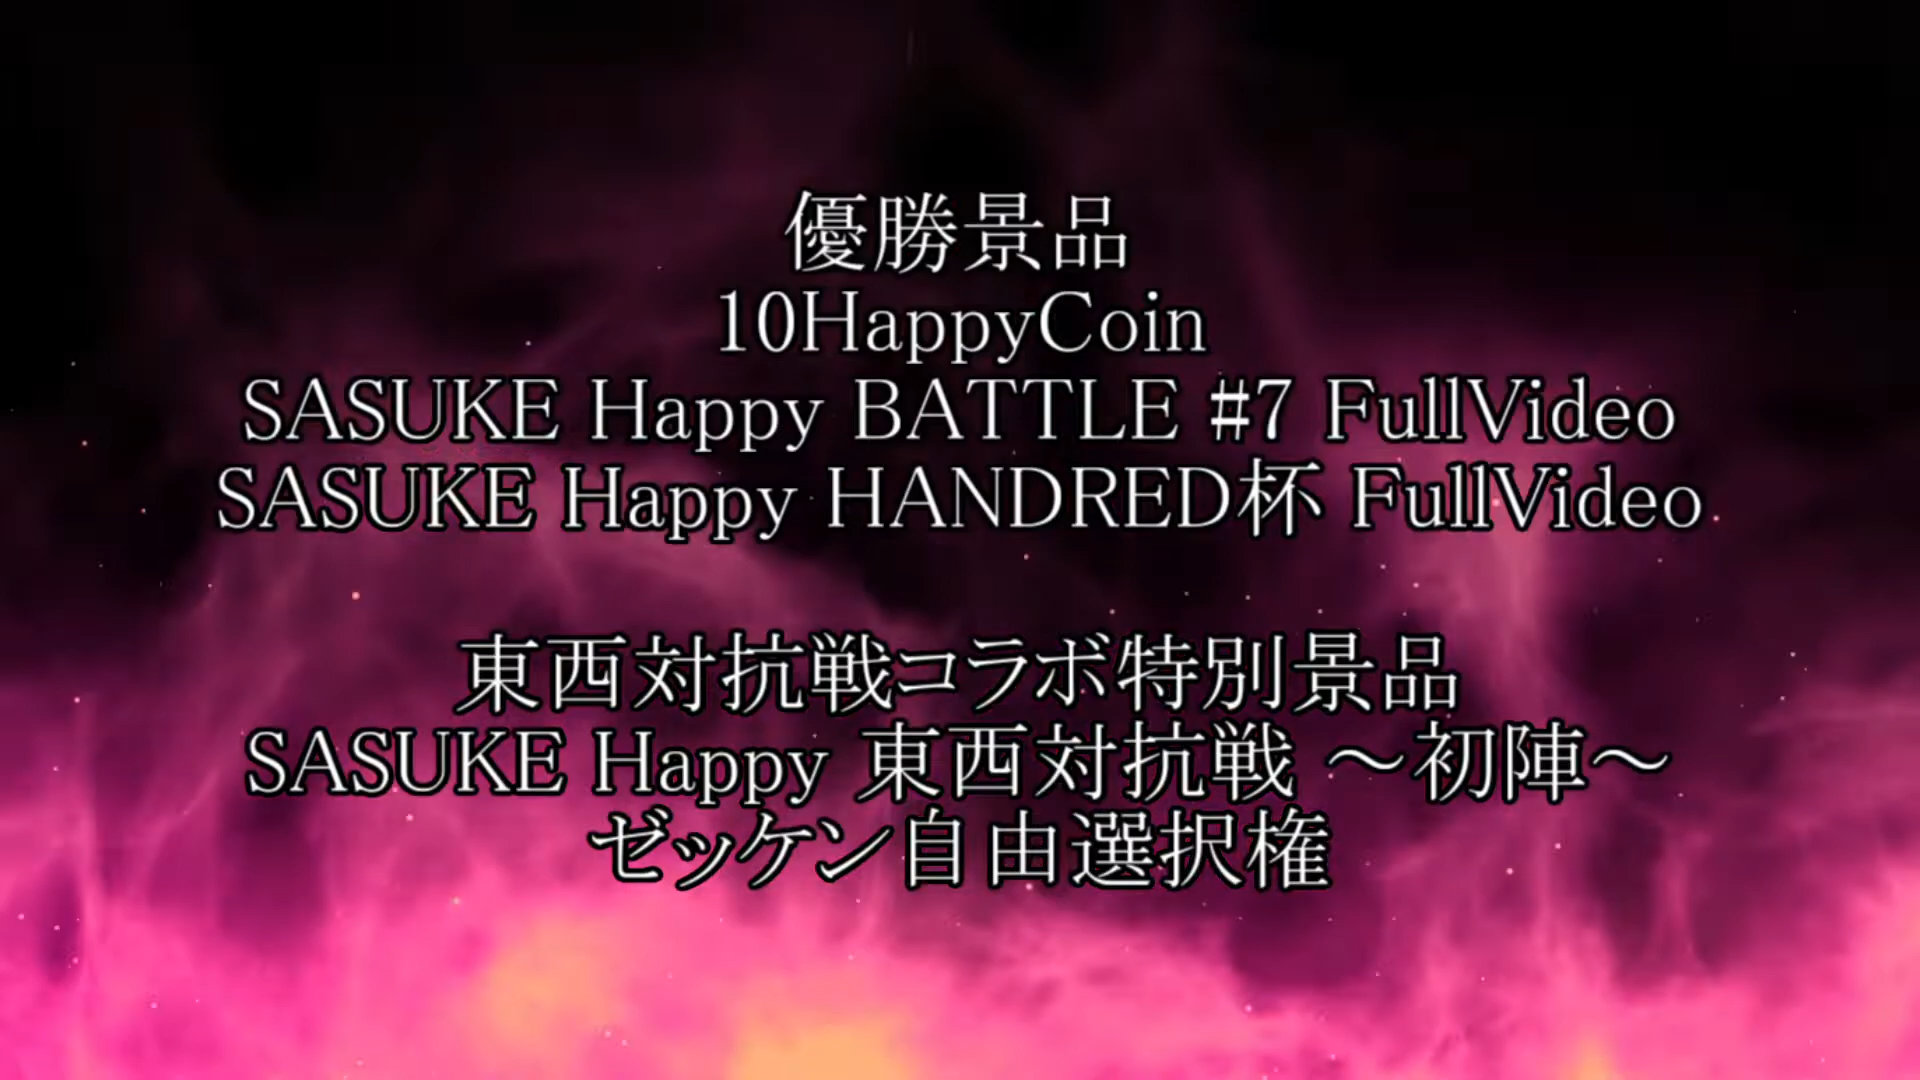 優勝景品
10HappyCoin
SASUKE Happy BATTLE #7 FullVideo
SASUKE Happy HANDRED杯 FullVideo
東西対抗戦コラボ特別景品
SASUKE Happy 東西対抗戦 〜初陣〜
ゼッケン自由選択権